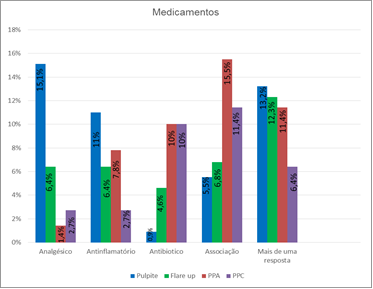 Medicamentos
18%
16%
14%
12%
10%
8%
6%
4%
2%
0%
15,1% 6,4% 1,4% 2,7%
11% 6,4% 7,8% 2,7%
4,6% 10% 10%
5,5% 6,8% 15,5% 11,4%
13,2% 12,3% 11,4% 6,4%
Analgésico Antinflamatório Antibiotico Associação Mais de uma
resposta
Pulpite Flare up PPA PPC